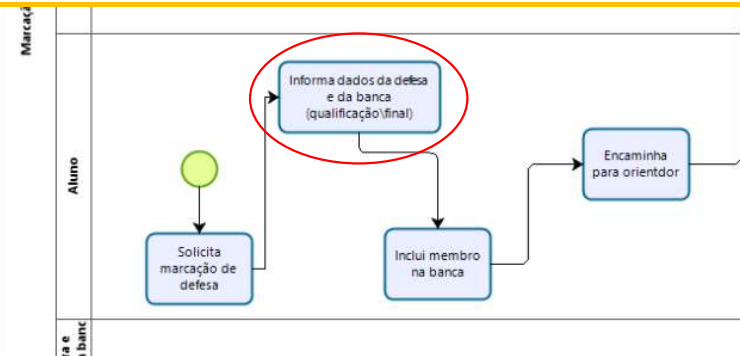 Marcaçã
Aluno
Informa dados da defesa
e da banca
(qualificação\final)
Solicita
marcação de
defesa
Inclui membro
na banca
Encaminha
para orientdor
a e
banc